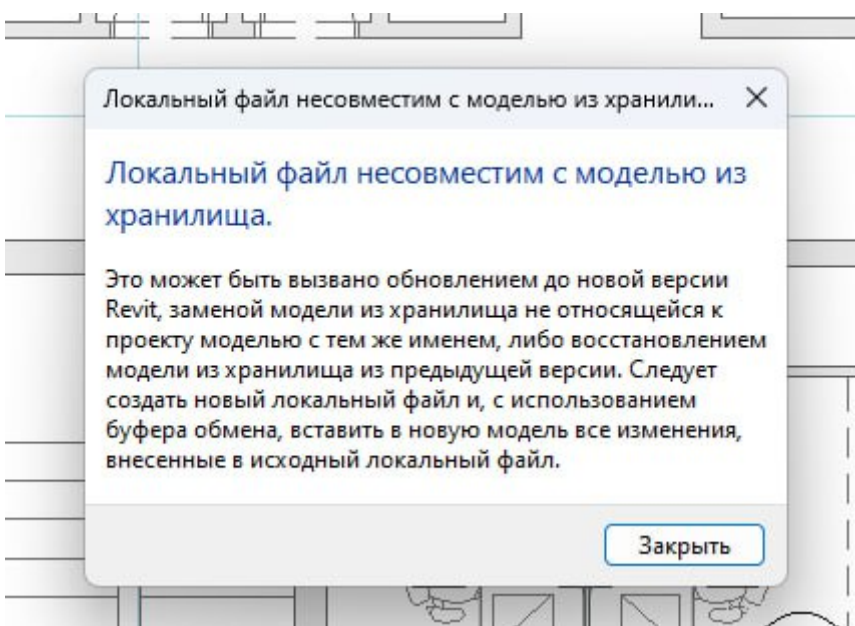 Локальный файл несовместим с моделью из хранили...
Локальный файл несовместим с моделью из
хранилища.
Это может быть вызвано обновлением до новой версии
Revit, заменой модели из хранилища не относящейся к
проекту моделью с тем же именем, либо восстановлением
модели из хранилища из предыдущей версии. Следует
создать новый локальный файл и, с использованием
буфера обмена, вставить в новую модель все изменения,
внесенные в исходный локальный файл.
Закрыть